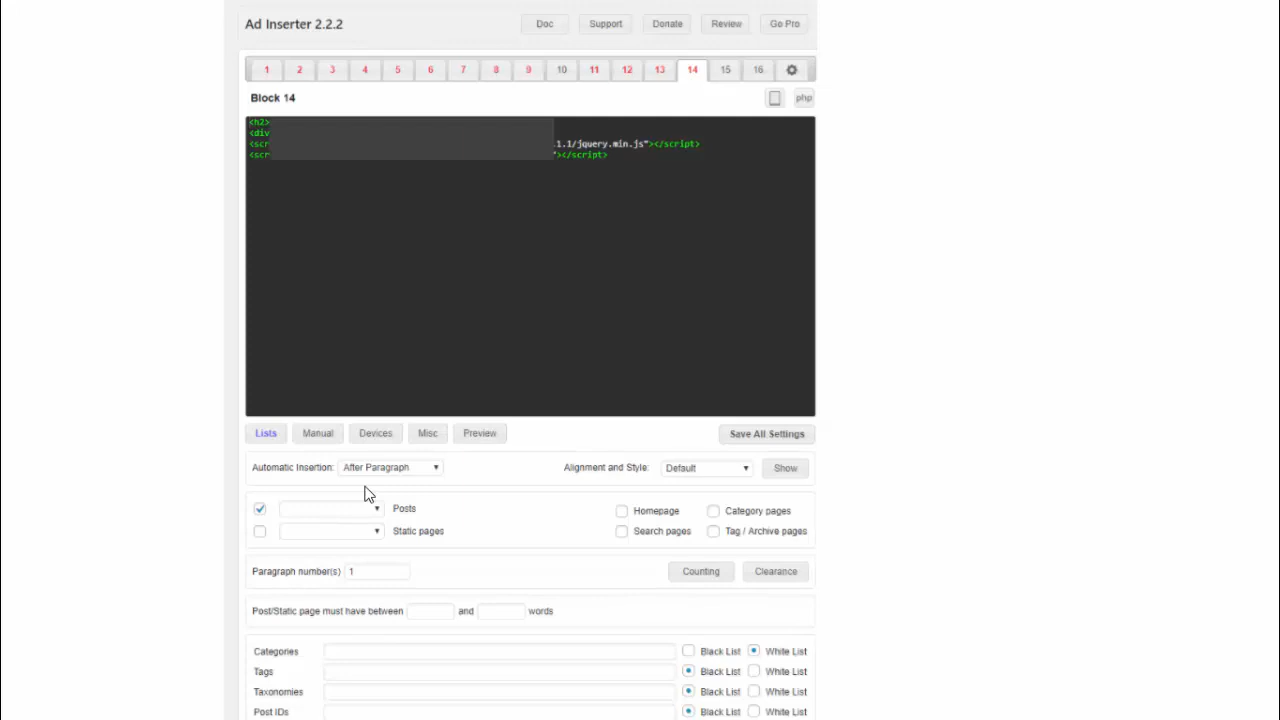 Ad Inserter 2.2.2 Doc Support Donate Review Go Pro
1 2 3 4 5 6 7 8 9 10 11 12 13 14 15 16
Block 14 php
<h2>
<div
<scr .1.1/jquery.min.js"></script>
<scr "></script>
Lists Manual Devices Misc Preview Save All Settings
Automatic Insertion: After Paragraph Alignment and Style: Default Show
Posts Homepage Category pages
Static pages Search pages Tag / Archive pages
Paragraph number(s) 1 Counting Clearance
Post/Static page must have between and words
Categories Black List White List
Tags Black List White List
Taxonomies Black List White List
Post IDs Black List White List